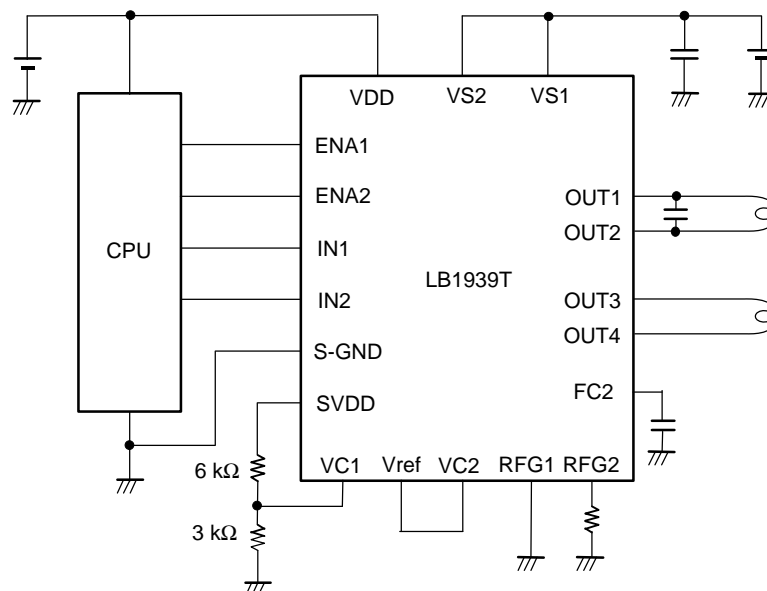 VDD VS2 VS1
ENA1
ENA2
OUT1
CPU
IN1
OUT2
LB1939T
IN2
OUT3
OUT4
S-GND
FC2
SVDD
6 kΩ
VC1 Vref VC2 RFG1 RFG2
3 kΩ